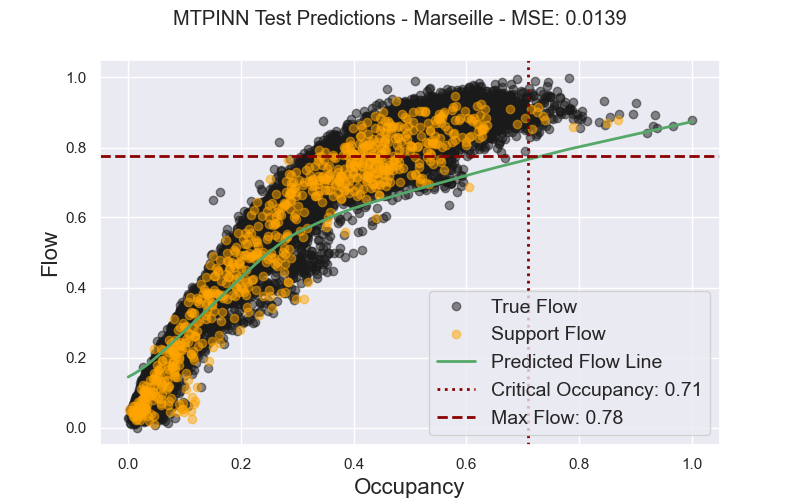 MTPINN Test Predictions - Marseille - MSE: 0.0139
1.0
0.8
0.6
0.4
0.2
0.0
Flow
True Flow
Support Flow
Predicted Flow Line
Critical Occupancy: 0.71
Max Flow: 0.78
0.0 0.2 0.4 0.6 0.8 1.0
Occupancy